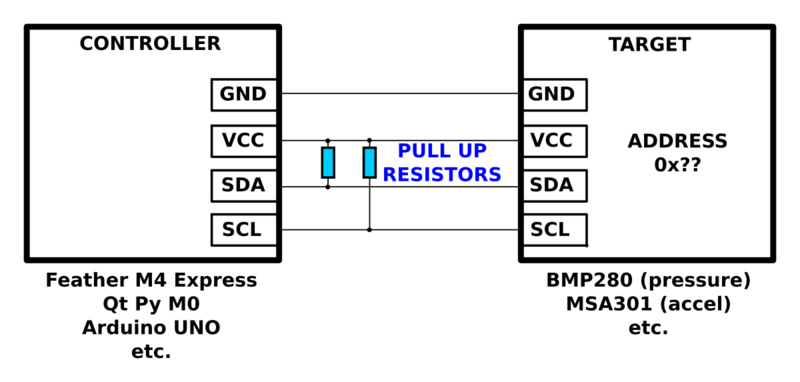 CONTROLLER
GND
VCC
SDA
SCL
PULL UP
RESISTORS
TARGET
GND
VCC
SDA
SCL
ADDRESS
0x??
Feather M4 Express
Qt Py M0
Arduino UNO
etc.
BMP280 (pressure)
MSA301 (accel)
etc.